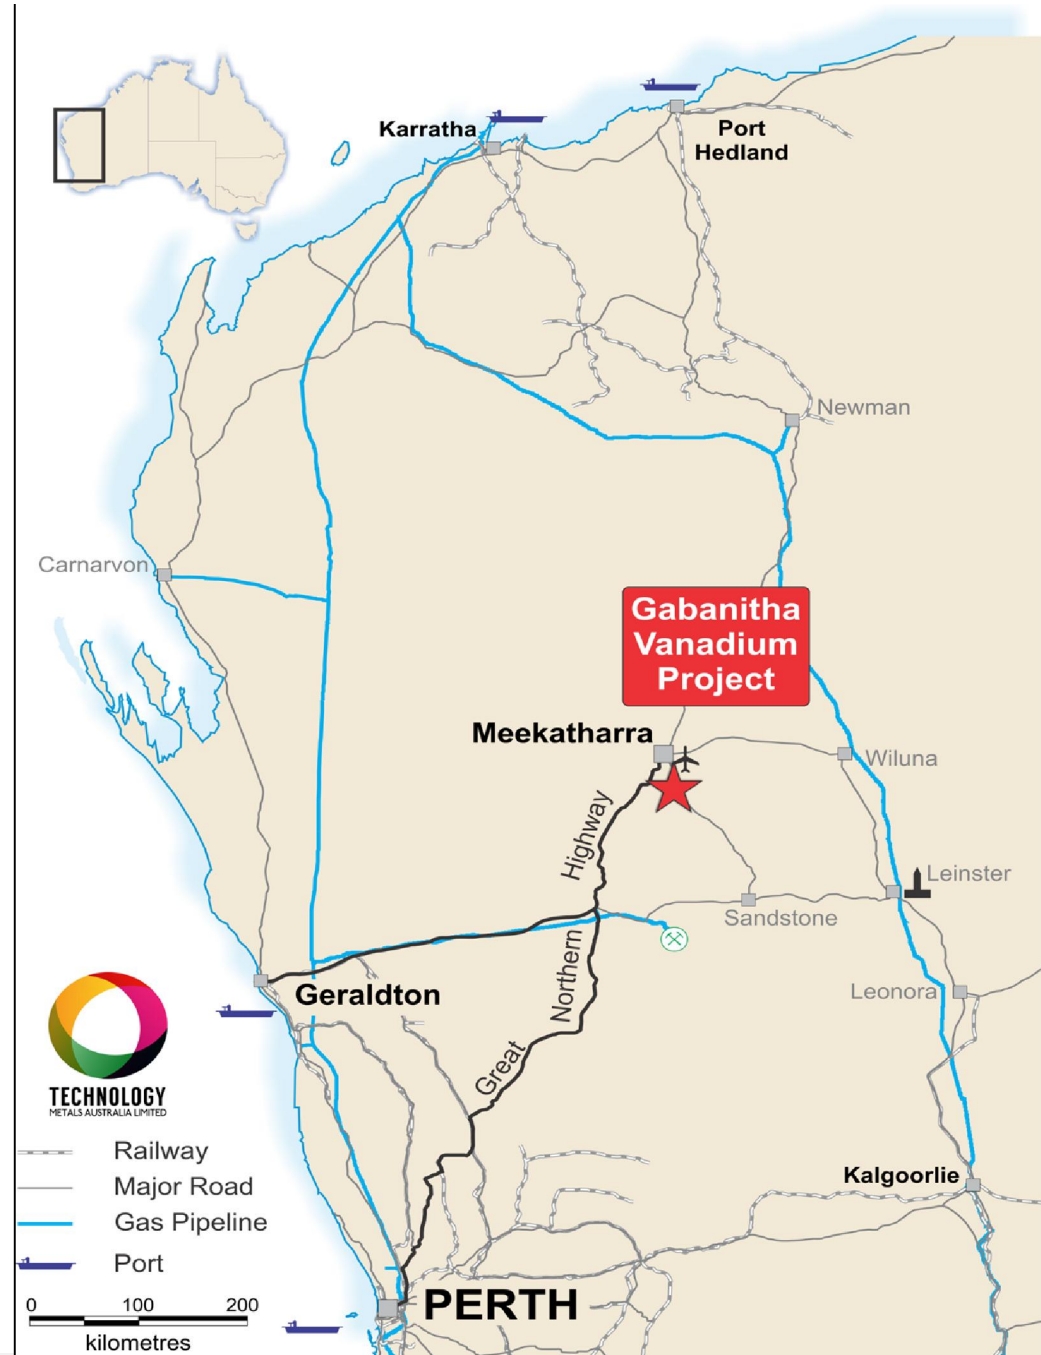 Karratha
Port
Hedland
Newman
Carnarvon
Gabanitha
Vanadium
Project
Meekatharra
Wiluna
Highway
Leinster
Sandstone
Northern
Leonora
Geraldton
Great
TECHNOLOGY
METALS AUSTRALIA LIMITED
Railway
Major Road
Gas Pipeline
Port
Kalgoorlie
PERTH
0 100 200
kilometres